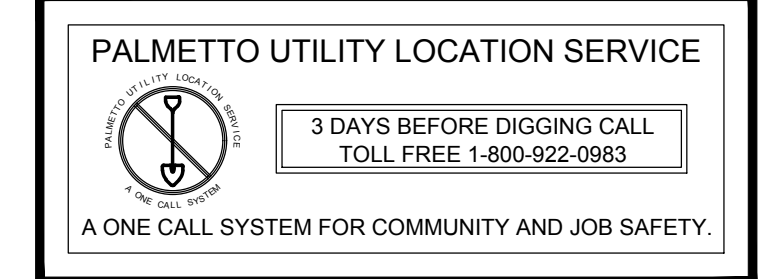 PALMETTO UTILITY LOCATION SERVICE
PALMETTO UTILITY LOCATION SERVICE
A ONE CALL SYSTEM
3 DAYS BEFORE DIGGING CALL
TOLL FREE 1-800-922-0983
A ONE CALL SYSTEM FOR COMMUNITY AND JOB SAFETY.